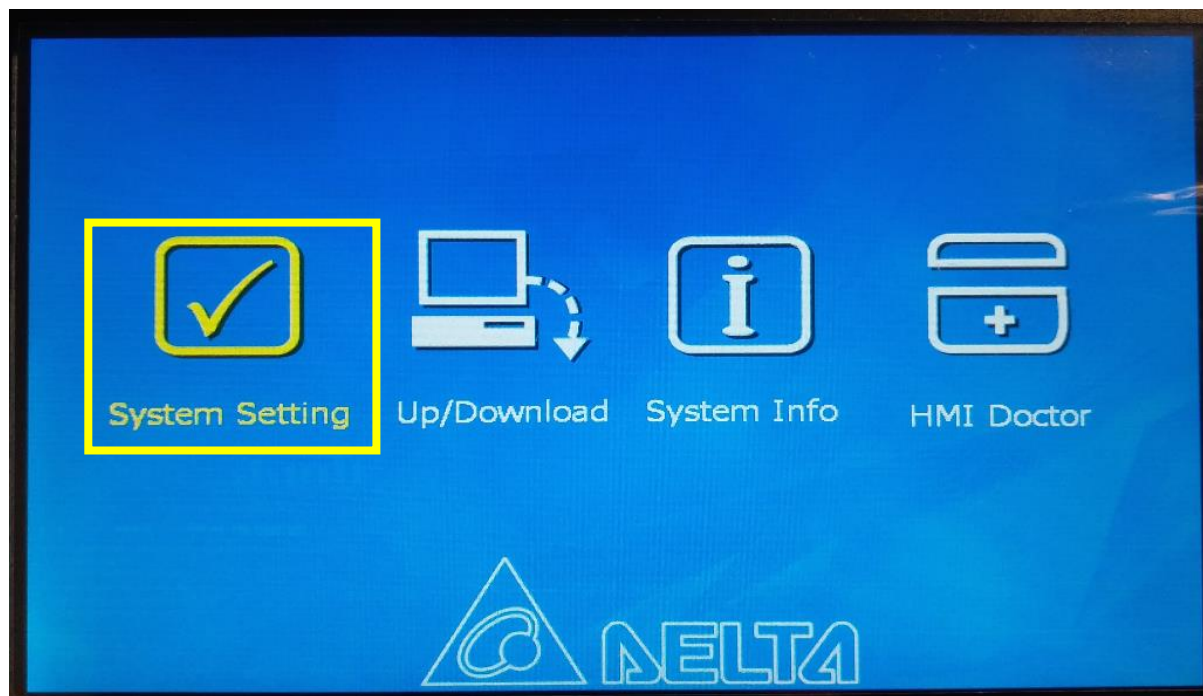 System Setting
Up/Download
System Info
HMI Doctor
DELTA